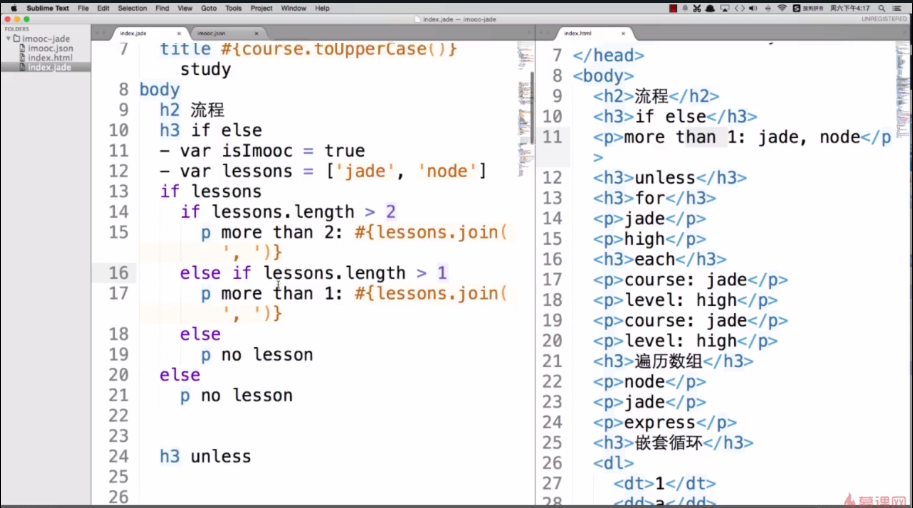 Sublime Text File Edit Selection Find View Goto Tools Project Window Help
周六下午4:17
index.jade — imooc-jade
UNREGISTERED
FOLDERS
imooc-jade
imooc.json
index.html
index.jade
index.jade
imooc.json
7 title #{course.toUpperCase()}
study
8 body
9 h2 流程
10 h3 if else
11 - var isImooc = true
12 - var lessons = ['jade', 'node']
13 if lessons
14 if lessons.length > 2
15 p more than 2: #{lessons.join(
', ')}
16 else if lessons.length > 1
17 p more than 1: #{lessons.join(
', ')}
18 else
19 p no lesson
20 else
21 p no lesson
22
23
24 h3 unless
25
26
index.html
7 </head>
8 <body>
9 <h2>流程</h2>
10 <h3>if else</h3>
11 <p>more than 1: jade, node</p
>
12 <h3>unless</h3>
13 <h3>for</h3>
14 <p>jade</p>
15 <p>high</p>
16 <h3>each</h3>
17 <p>course: jade</p>
18 <p>level: high</p>
19 <p>course: jade</p>
20 <p>level: high</p>
21 <h3>遍历数组</h3>
22 <p>node</p>
23 <p>jade</p>
24 <p>express</p>
25 <h3>嵌套循环</h3>
26 <dl>
27 <dt>1</dt>
28 <dd>a</dd>
慕课网